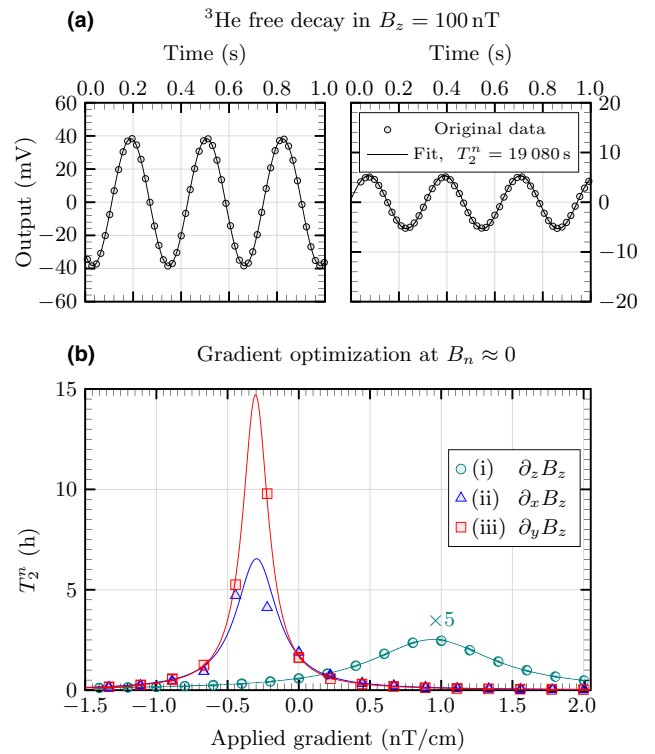 (a) ³He free decay in B_z = 100 nT
Time (s) Time (s)
0.0 0.2 0.4 0.6 0.8 1.0 0.0 0.2 0.4 0.6 0.8 1.0
Output (mV)
60
40
20
0
−20
−40
−60
Original data
Fit, T₂ⁿ = 19 080 s
20
10
0
−10
−20
(b) Gradient optimization at B_n ≈ 0
T₂ⁿ (h)
15
10
5
0
(i) ∂_zB_z
(ii) ∂_xB_z
(iii) ∂_yB_z
×5
−1.5 −1.0 −0.5 0.0 0.5 1.0 1.5 2.0
Applied gradient (nT/cm)